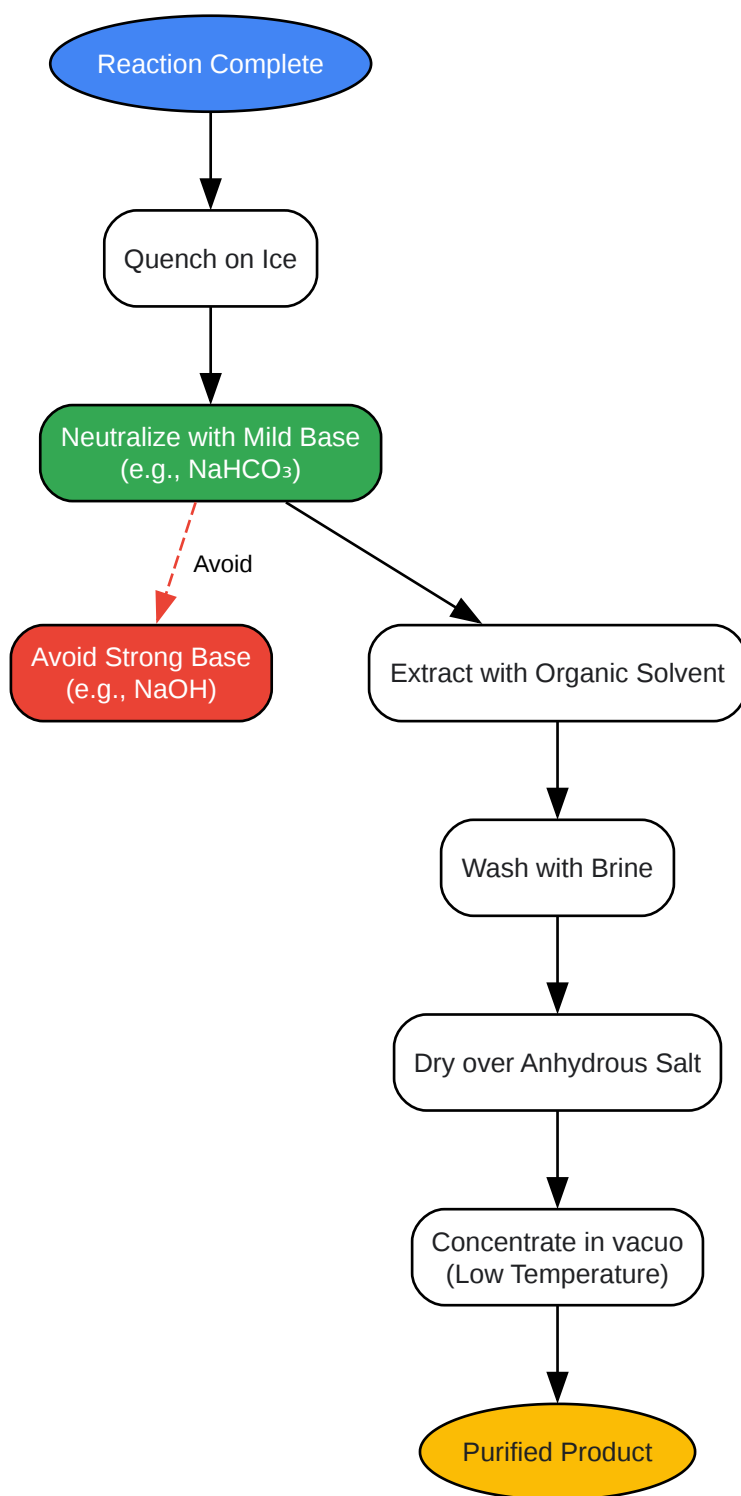 Reaction Complete
Quench on Ice
Neutralize with Mild Base
(e.g., NaHCO₃)
Avoid
Avoid Strong Base
(e.g., NaOH)
Extract with Organic Solvent
Wash with Brine
Dry over Anhydrous Salt
Concentrate in vacuo
(Low Temperature)
Purified Product